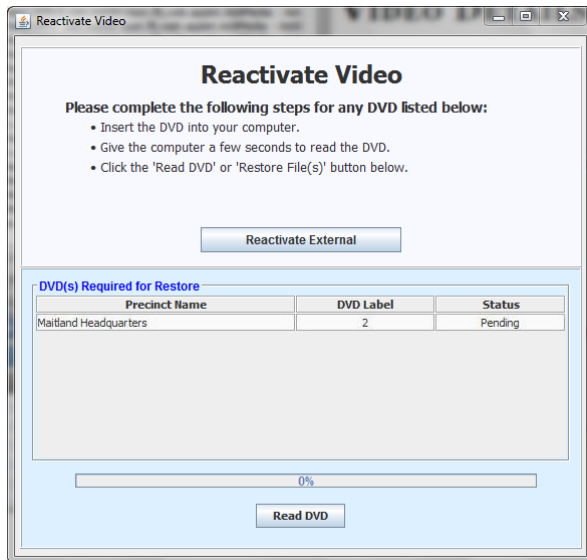 Reactivate Video
Reactivate Video
Please complete the following steps for any DVD listed below:
• Insert the DVD into your computer.
• Give the computer a few seconds to read the DVD.
• Click the 'Read DVD' or 'Restore File(s)' button below.
Reactivate External
DVD(s) Required for Restore
Precinct Name DVD Label Status
Maitland Headquarters 2 Pending
0%
Read DVD